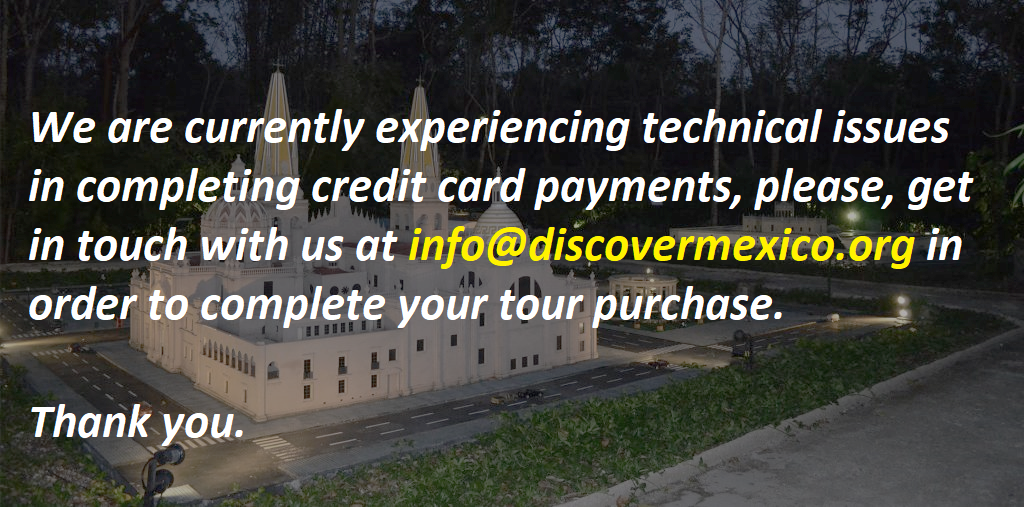 We are currently experiencing technical issues
in completing credit card payments, please, get
in touch with us at info@discovermexico.org in
order to complete your tour purchase.
Thank you.